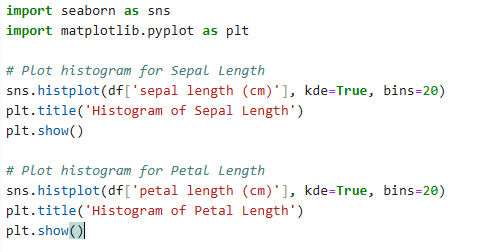 import seaborn as sns
import matplotlib.pyplot as plt
# Plot histogram for Sepal Length
sns.histplot(df['sepal length (cm)'], kde=True, bins=20)
plt.title('Histogram of Sepal Length')
plt.show()
# Plot histogram for Petal Length
sns.histplot(df['petal length (cm)'], kde=True, bins=20)
plt.title('Histogram of Petal Length')
plt.show()